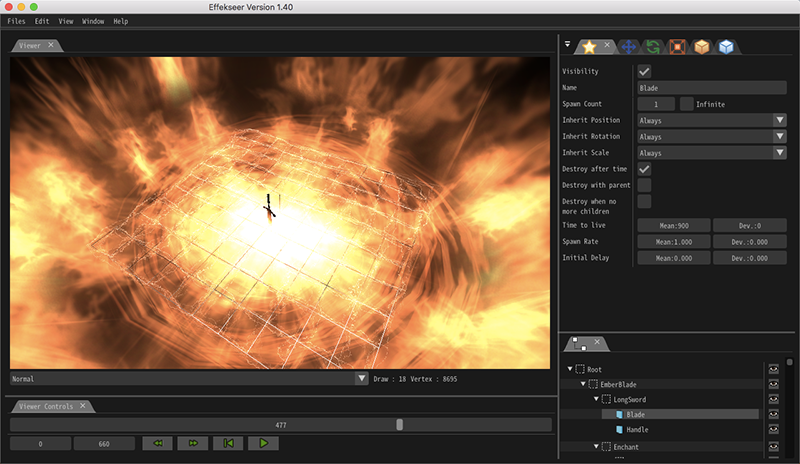 Effekseer Version 1.40
Files Edit View Window Help
Viewer
Visibility
Name Blade
Spawn Count 1 Infinite
Inherit Position Always
Inherit Rotation Always
Inherit Scale Always
Destroy after time
Destroy with parent
Destroy when no
more children
Time to live Mean:900 Dev.:0
Spawn Rate Mean:1.000 Dev.:0.000
Initial Delay Mean:0.000 Dev.:0.000
Normal Draw : 18 Vertex : 8695
Viewer Controls
477
0 660
Root
EmberBlade
LongSword
Blade
Handle
Enchant